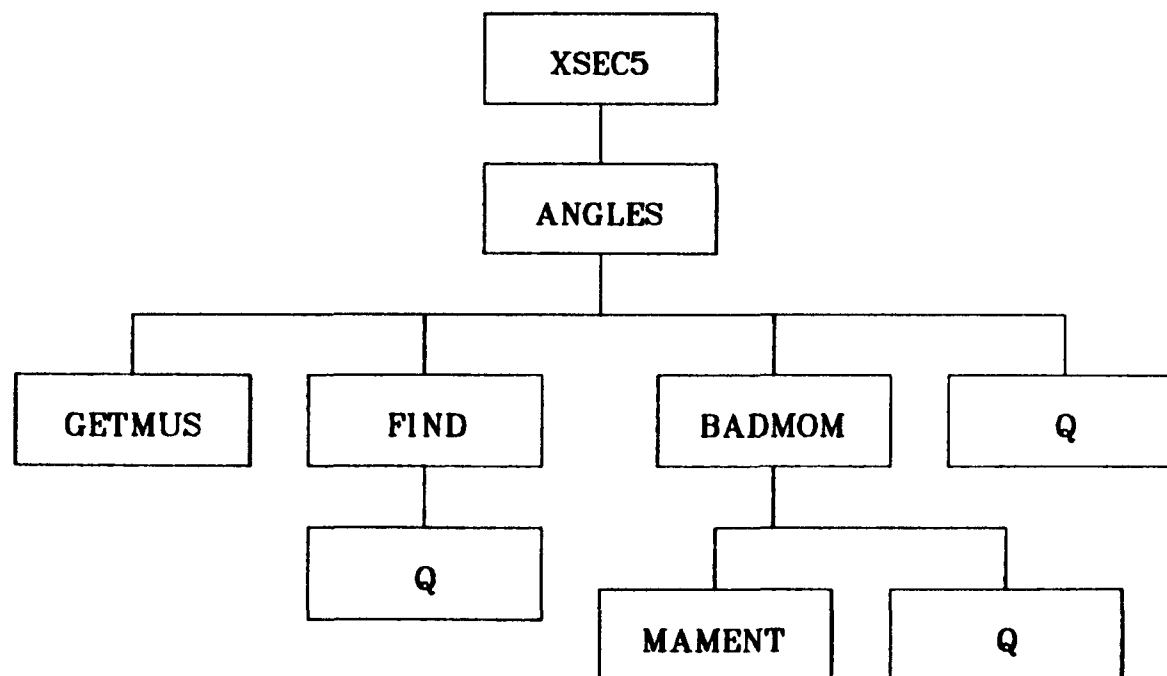 XSEC5
ANGLES
GETMUS FIND BADMOM Q
Q
MAMENT Q